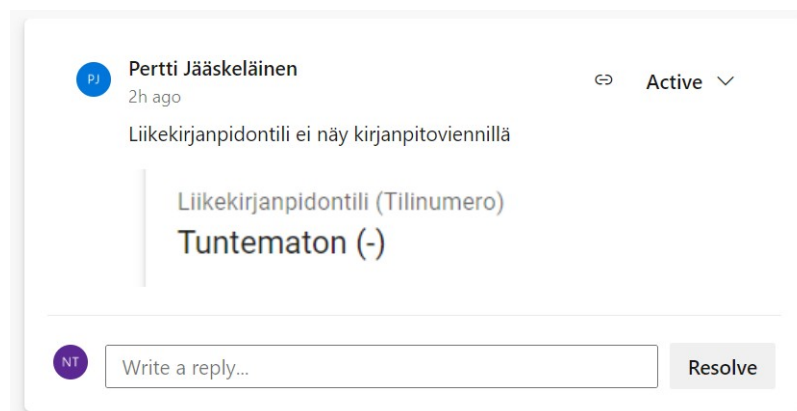 PJ
Pertti Jääskeläinen
Active
2h ago
Liikekirjanpidontili ei näy kirjanpitoviennillä
Liikekirjanpidontili (Tilinumero)
Tuntematon (-)
NT
Write a reply...
Resolve